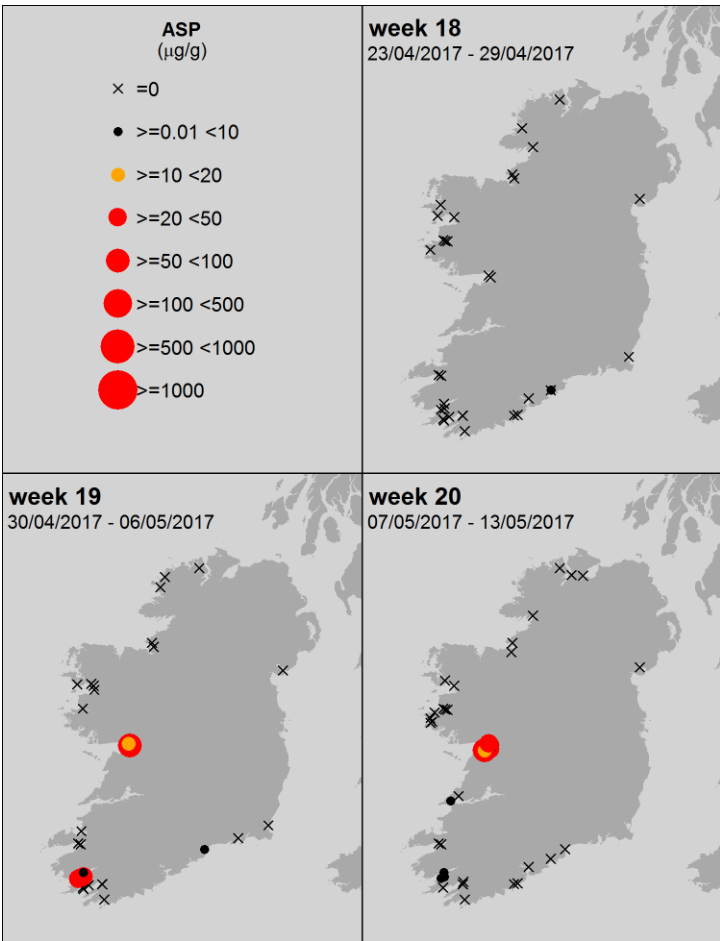 ASP
(µg/g)
=0
>=0.01 <10
>=10 <20
>=20 <50
>=50 <100
>=100 <500
>=500 <1000
>=1000
week 18
23/04/2017 - 29/04/2017
week 19
30/04/2017 - 06/05/2017
week 20
07/05/2017 - 13/05/2017